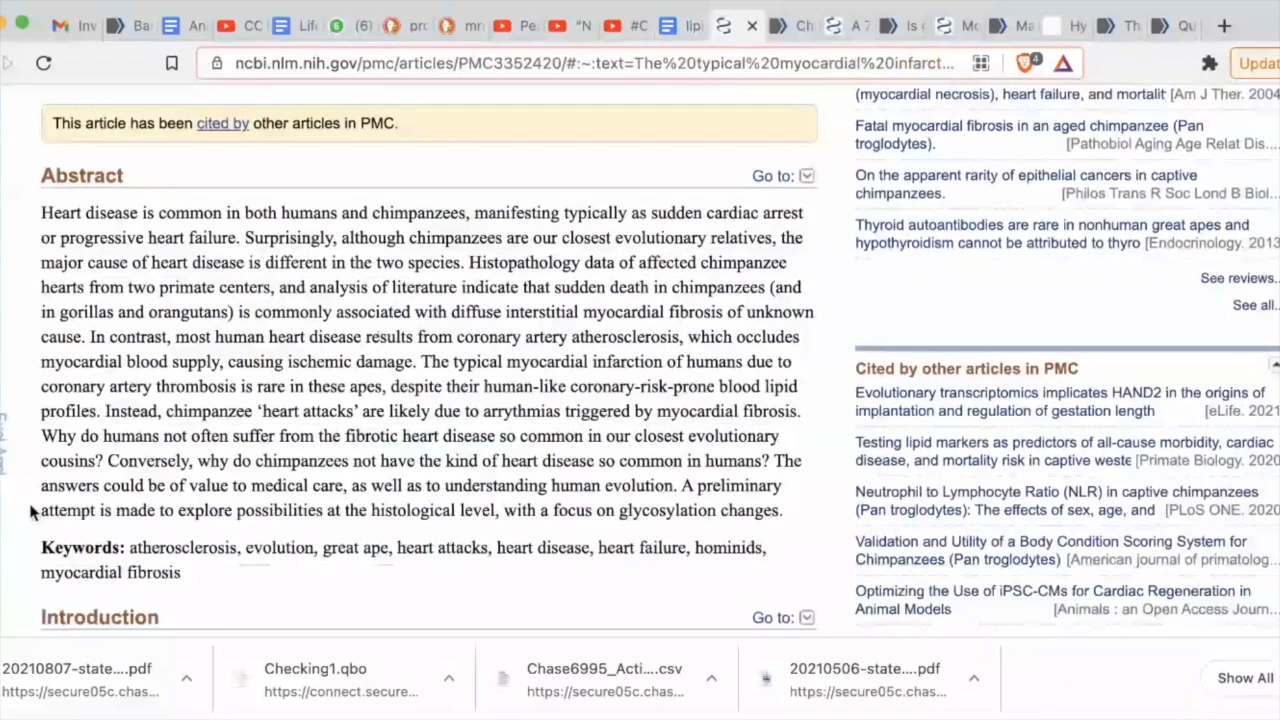 Inv
Ba
An
CC
Lif
(6)
pro
mr
Pe
"N
#C
lipi
Ch
A 7
Is c
Mc
Ma
Hy
Th
Qu
ncbi.nlm.nih.gov/pmc/articles/PMC3352420/#:~:text=The%20typical%20myocardial%20infarct...
4
Updat
This article has been cited by other articles in PMC.
Abstract
Go to:
Heart disease is common in both humans and chimpanzees, manifesting typically as sudden cardiac arrest
or progressive heart failure. Surprisingly, although chimpanzees are our closest evolutionary relatives, the
major cause of heart disease is different in the two species. Histopathology data of affected chimpanzee
hearts from two primate centers, and analysis of literature indicate that sudden death in chimpanzees (and
in gorillas and orangutans) is commonly associated with diffuse interstitial myocardial fibrosis of unknown
cause. In contrast, most human heart disease results from coronary artery atherosclerosis, which occludes
myocardial blood supply, causing ischemic damage. The typical myocardial infarction of humans due to
coronary artery thrombosis is rare in these apes, despite their human-like coronary-risk-prone blood lipid
profiles. Instead, chimpanzee ‘heart attacks’ are likely due to arrythmias triggered by myocardial fibrosis.
Why do humans not often suffer from the fibrotic heart disease so common in our closest evolutionary
cousins? Conversely, why do chimpanzees not have the kind of heart disease so common in humans? The
answers could be of value to medical care, as well as to understanding human evolution. A preliminary
attempt is made to explore possibilities at the histological level, with a focus on glycosylation changes.
Keywords: atherosclerosis, evolution, great ape, heart attacks, heart disease, heart failure, hominids,
myocardial fibrosis
Introduction
Go to:
(myocardial necrosis), heart failure, and mortalit [Am J Ther. 2004
Fatal myocardial fibrosis in an aged chimpanzee (Pan
troglodytes). [Pathobiol Aging Age Relat Dis....
On the apparent rarity of epithelial cancers in captive
chimpanzees. [Philos Trans R Soc Lond B Biol...
Thyroid autoantibodies are rare in nonhuman great apes and
hypothyroidism cannot be attributed to thyro [Endocrinology. 2013
See reviews..
See all..
Cited by other articles in PMC
Evolutionary transcriptomics implicates HAND2 in the origins of
implantation and regulation of gestation length [eLife. 2021
Testing lipid markers as predictors of all-cause morbidity, cardiac
disease, and mortality risk in captive weste [Primate Biology. 2020
Neutrophil to Lymphocyte Ratio (NLR) in captive chimpanzees
(Pan troglodytes): The effects of sex, age, and [PLoS ONE. 2020
Validation and Utility of a Body Condition Scoring System for
Chimpanzees (Pan troglodytes) [American journal of primatolog...
Optimizing the Use of iPSC-CMs for Cardiac Regeneration in
Animal Models [Animals : an Open Access Journ...
20210807-state....pdf
https://secure05c.chas...
Checking1.qbo
https://connect.secure...
Chase6995_Acti....csv
https://secure05c.chas...
20210506-state....pdf
https://secure05c.chas...
Show All